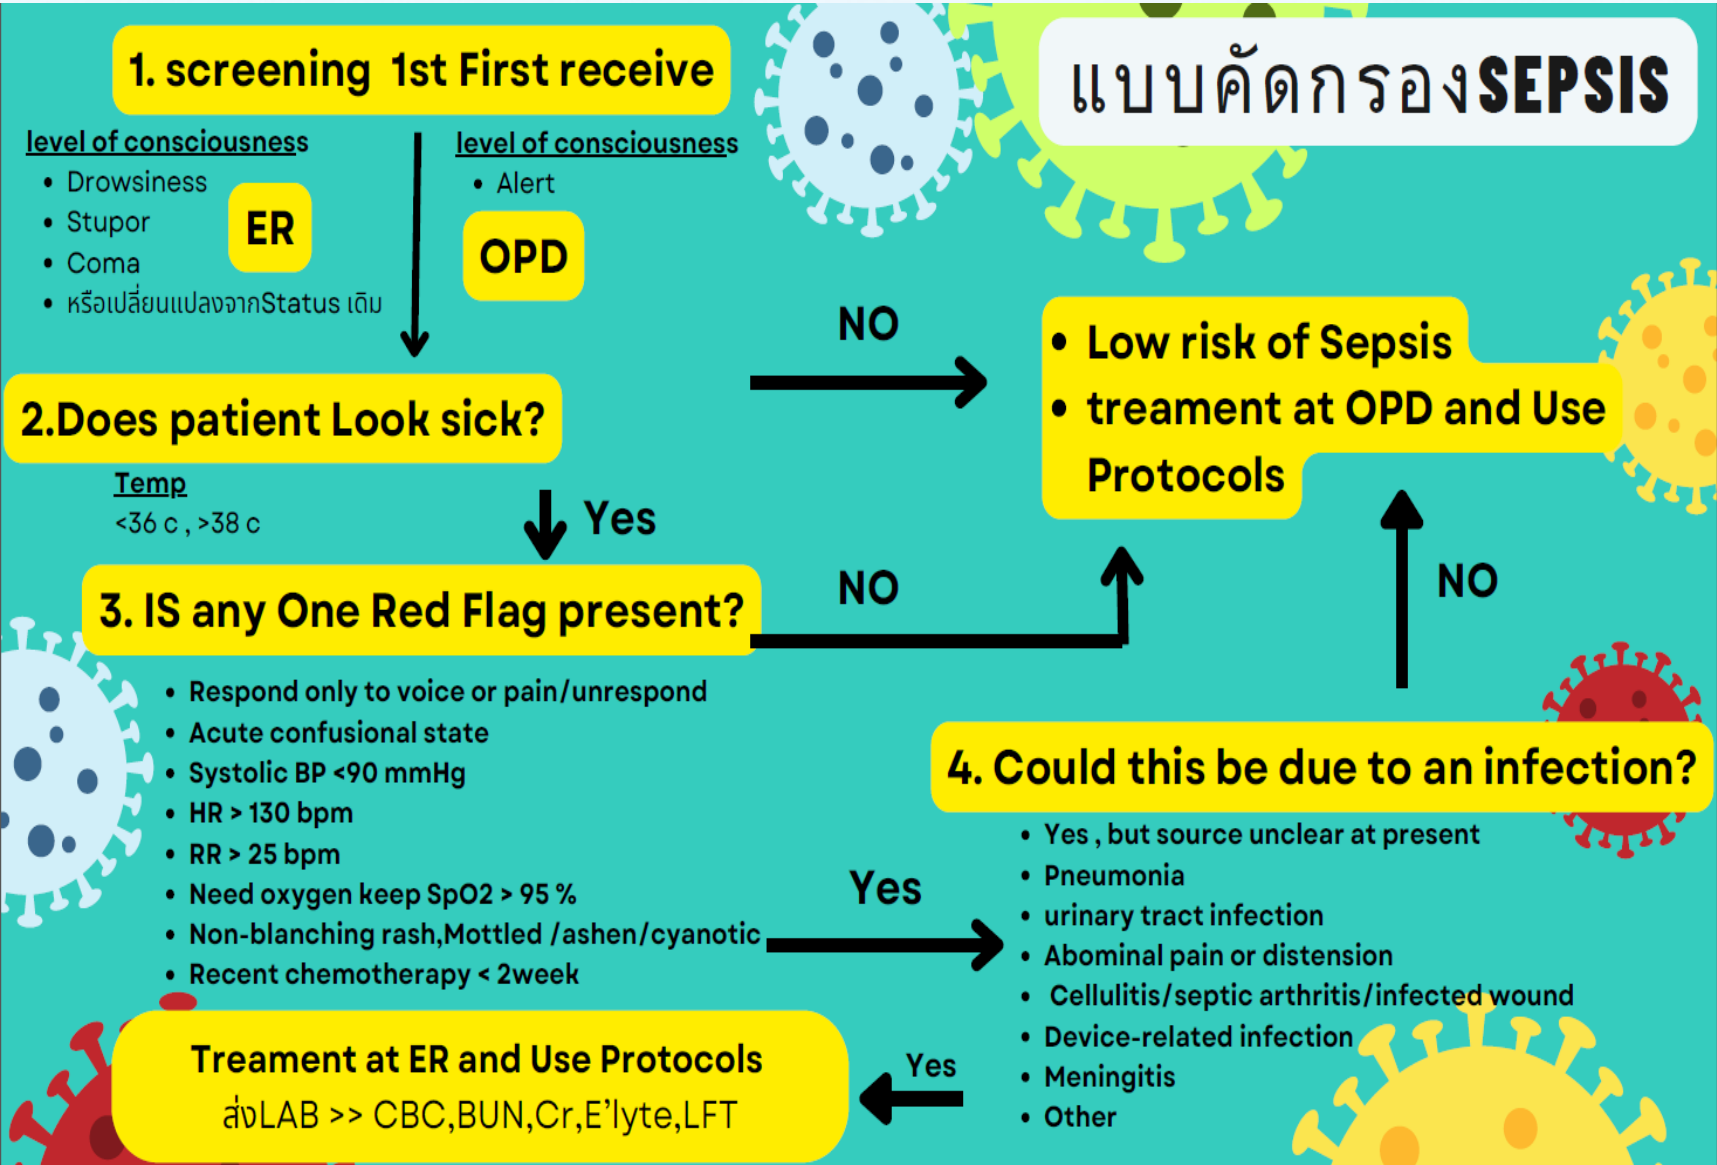 แบบคัดกรองSEPSIS
1. screening 1st First receive
level of consciousness
• Drowsiness
• Stupor
• Coma
• หรือเปลี่ยนแปลงจากStatus เดิม
ER
level of consciousness
• Alert
OPD
2.Does patient Look sick?
Temp
<36 c , >38 c
NO
• Low risk of Sepsis
• treament at OPD and Use
Protocols
Yes
3. IS any One Red Flag present?
NO
• Respond only to voice or pain/unrespond
• Acute confusional state
• Systolic BP <90 mmHg
• HR > 130 bpm
• RR > 25 bpm
• Need oxygen keep SpO2 > 95 %
• Non-blanching rash,Mottled /ashen/cyanotic
• Recent chemotherapy < 2week
Yes
NO
4. Could this be due to an infection?
• Yes , but source unclear at present
• Pneumonia
• urinary tract infection
• Abominal pain or distension
• Cellulitis/septic arthritis/infected wound
• Device-related infection
• Meningitis
• Other
Yes
Treament at ER and Use Protocols
ส่งLAB >> CBC,BUN,Cr,E'lyte,LFT